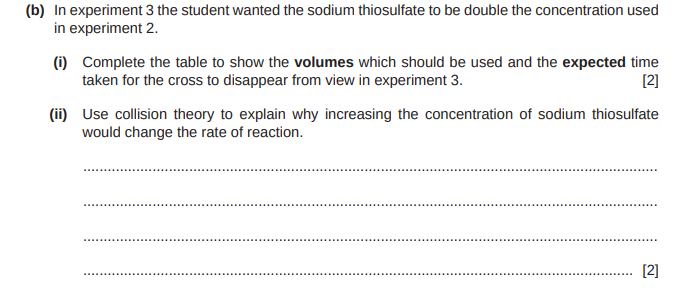 (b) In experiment 3 the student wanted the sodium thiosulfate to be double the concentration used
in experiment 2.
(i) Complete the table to show the volumes which should be used and the expected time
taken for the cross to disappear from view in experiment 3. [2]
(ii) Use collision theory to explain why increasing the concentration of sodium thiosulfate
would change the rate of reaction.
[2]